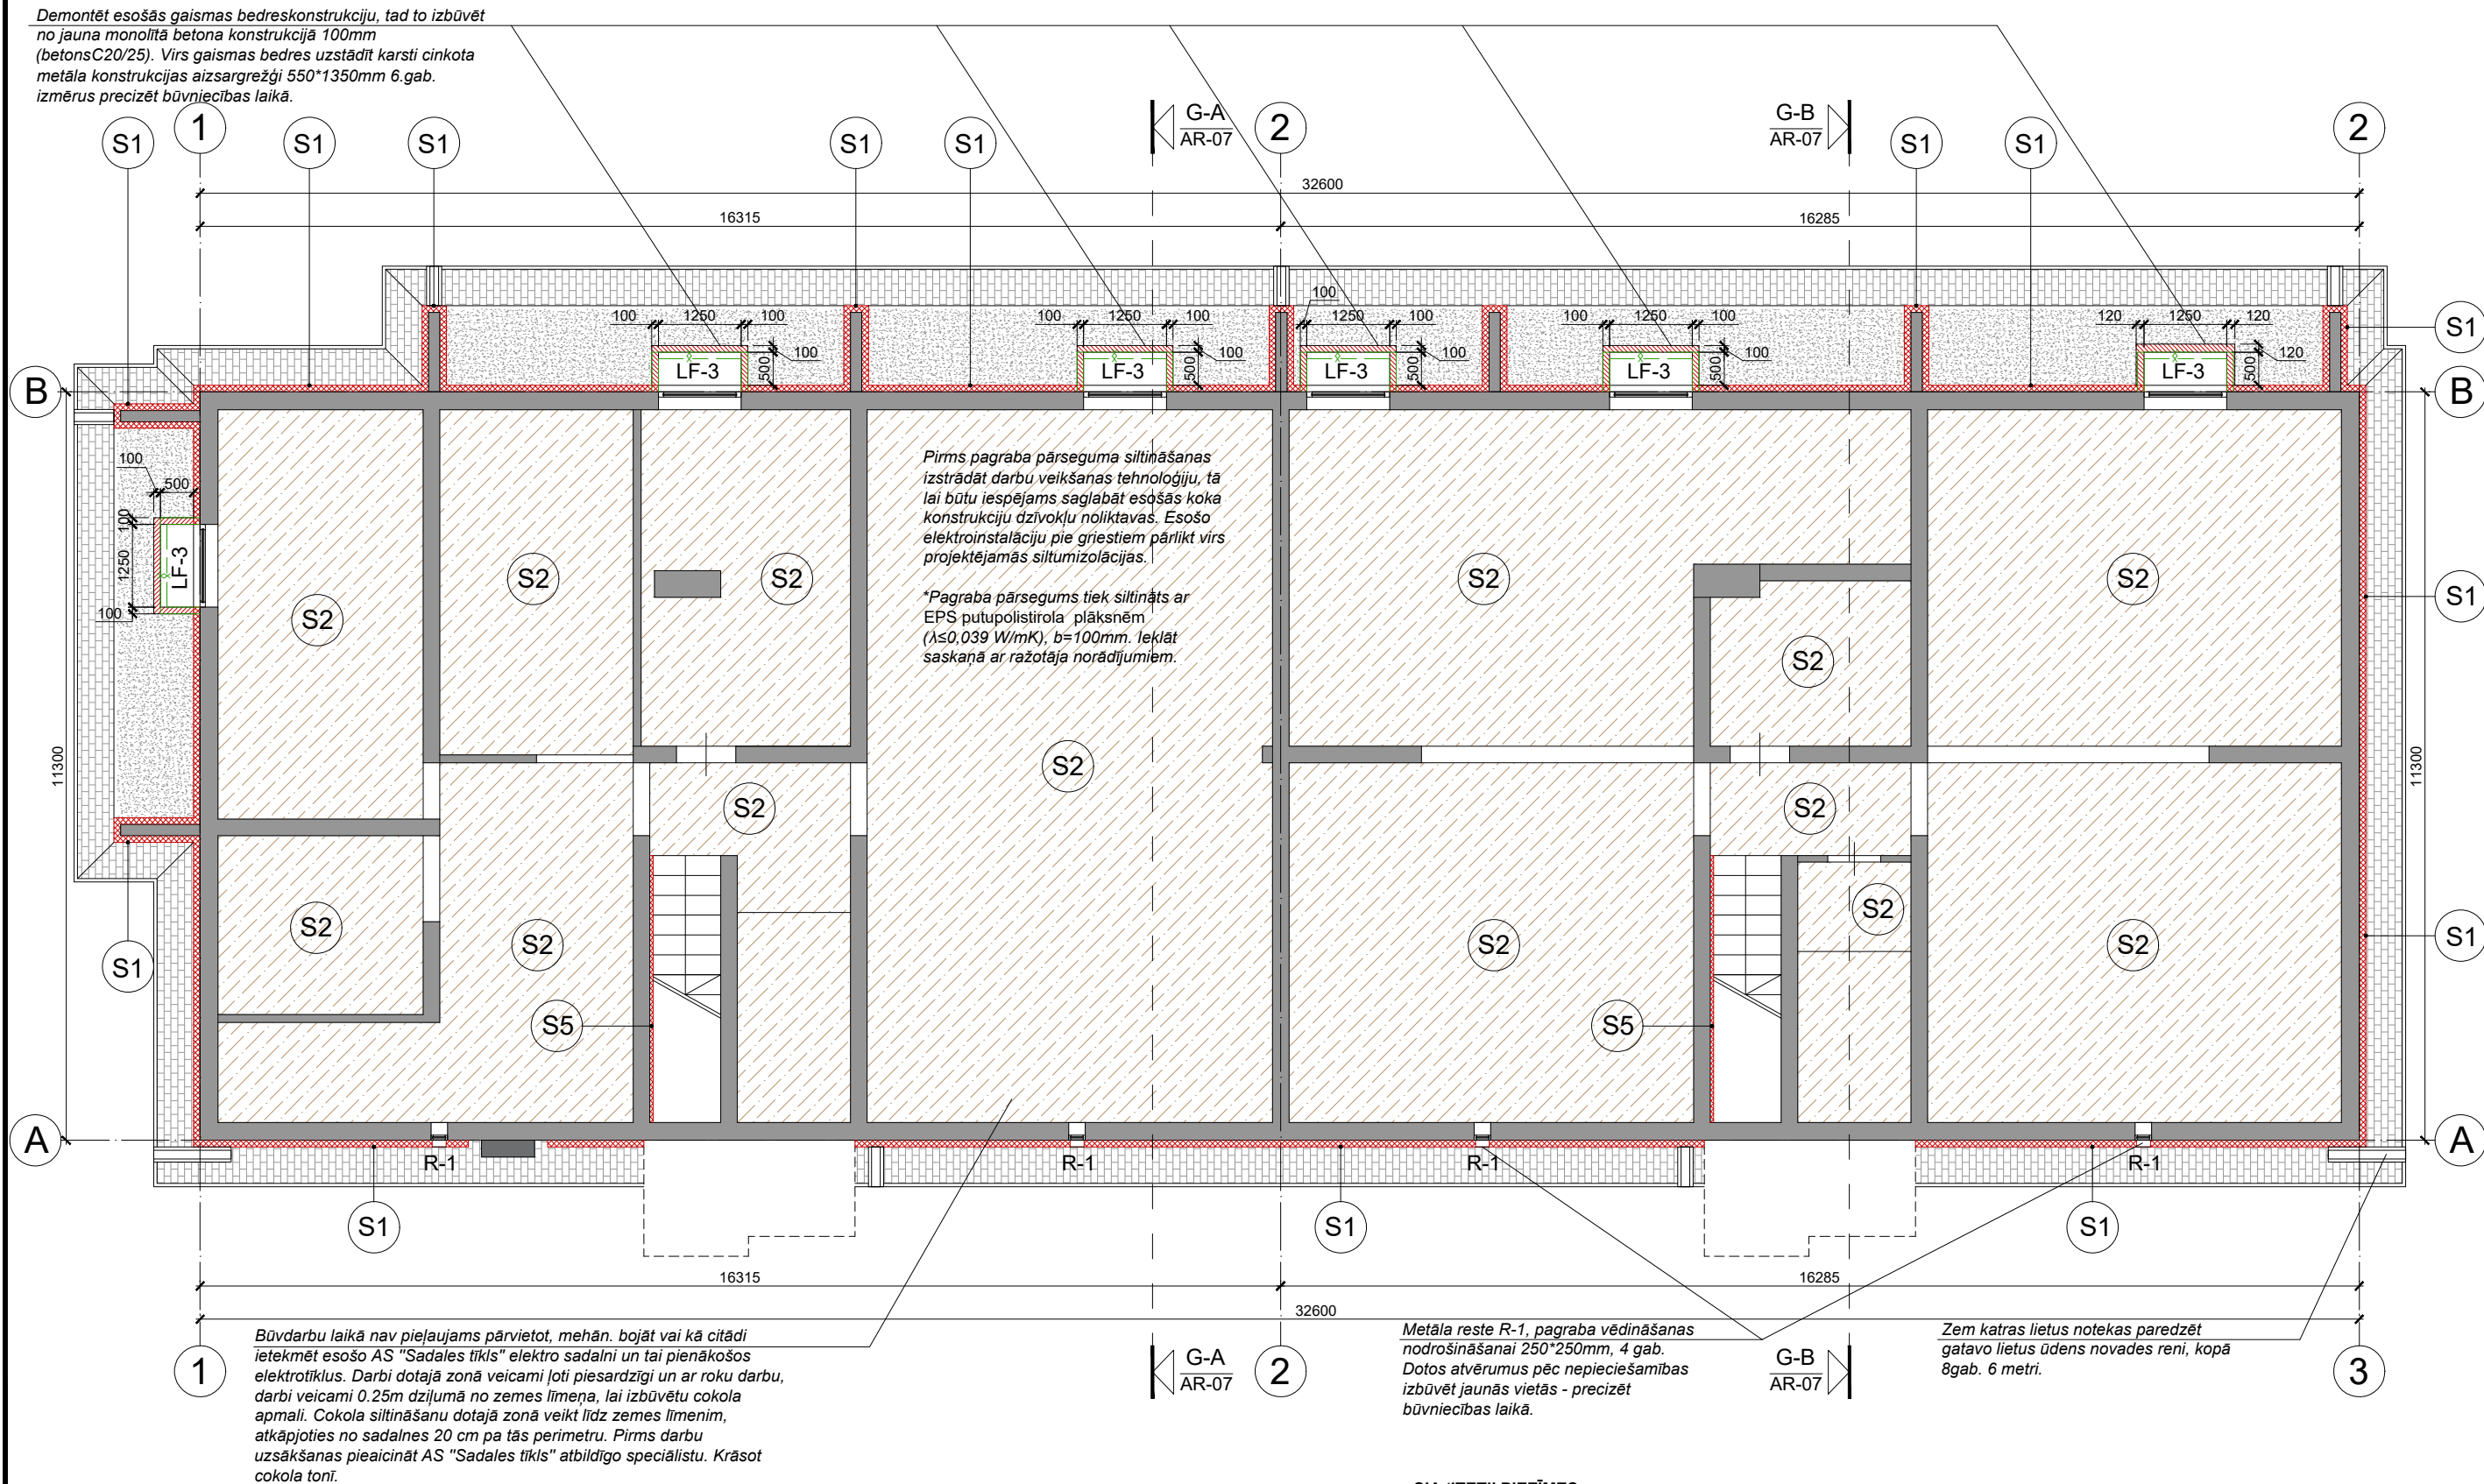 Demontēt esošās gaismas bedreskonstrukciju, tad to izbūvēt
no jauna monolītā betona konstrukcijā 100mm
(betonsC20/25). Virs gaismas bedres uzstādīt karsti cinkota
metāla konstrukcijas aizsargrežģi 550*1350mm 6.gab.
izmērus precizēt būvniecības laikā.
S1 1 S1 S1 S1 S1 G-A 2 G-B S1 S1 2
AR-07 AR-07
32600
16315 16285
100
100 1250 100 100 1250 100 1250 100 100 1250 100 120 1250 120
S1
100 100 100 100 120
500 500 500 500 500
LF-3 LF-3 LF-3 LF-3 LF-3
B B
100
500
100
1250
100
LF-3
Pirms pagraba pārseguma siltināšanas
izstrādāt darbu veikšanas tehnoloģiju, tā
lai būtu iespējams saglabāt esošās koka
konstrukciju dzīvokļu noliktavas. Esošo
elektroinstalāciju pie griestiem pārlikt virs
projektējamās siltumizolācijas.
*Pagraba pārsegums tiek siltināts ar
EPS putupolistirola plāksnēm
(λ≤0,039 W/mK), b=100mm. Ieklāt
saskaņā ar ražotāja norādījumiem.
S2 S2 S2 S2
S1
S2 S2
11300 11300
S2
S2 S2
S2
S2 S2 S2 S2
S1
S1
S5 S5
A A
R-1 R-1 R-1 R-1
S1 S1 S1
16315 16285
32600
Būvdarbu laikā nav pieļaujams pārvietot, mehān. bojāt vai kā citādi
ietekmēt esošo AS "Sadales tīkls" elektro sadalni un tai pienākošos
elektrotīklus. Darbi dotajā zonā veicami ļoti piesardzīgi un ar roku darbu,
darbi veicami 0.25m dziļumā no zemes līmeņa, lai izbūvētu cokola
apmali. Cokola siltināšanu dotajā zonā veikt līdz zemes līmenim,
atkāpjoties no sadalnes 20 cm pa tās perimetru. Pirms darbu
uzsākšanas pieaicināt AS "Sadales tīkls" atbildīgo speciālistu. Krāsot
cokola tonī.
Metāla reste R-1, pagraba vēdināšanas
nodrošināšanai 250*250mm, 4 gab.
Dotos atvērumus pēc nepieciešamības
izbūvēt jaunās vietās - precizēt
būvniecības laikā.
Zem katras lietus notekas paredzēt
gatavo lietus ūdens novades reni, kopā
8gab. 6 metri.
1 G-A 2 G-B 3
AR-07 AR-07